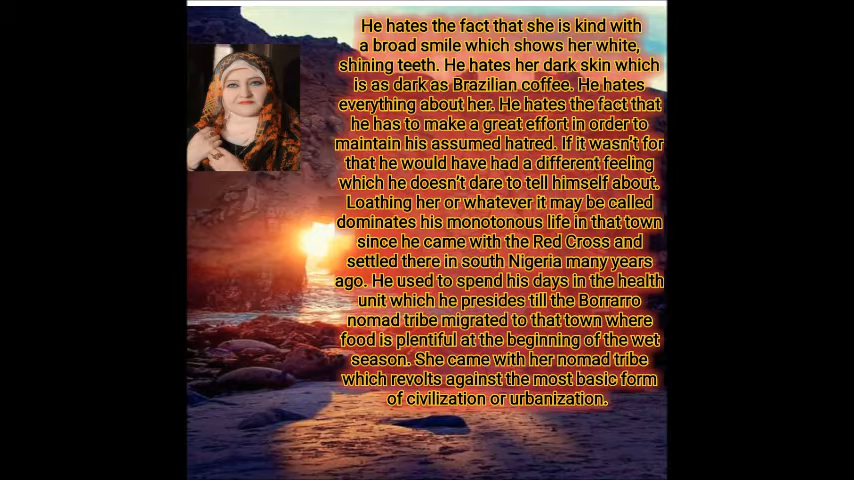 He hates the fact that she is kind with
a broad smile which shows her white,
shining teeth. He hates her dark skin which
is as dark as Brazilian coffee. He hates
everything about her. He hates the fact that
he has to make a great effort in order to
maintain his assumed hatred. If it wasn't for
that he would have had a different feeling
which he doesn't dare to tell himself about.
Loathing her or whatever it may be called
dominates his monotonous life in that town
since he came with the Red Cross and
settled there in south Nigeria many years
ago. He used to spend his days in the health
unit which he presides till the Borrarro
nomad tribe migrated to that town where
food is plentiful at the beginning of the wet
season. She came with her nomad tribe
which revolts against the most basic form
of civilization or urbanization.